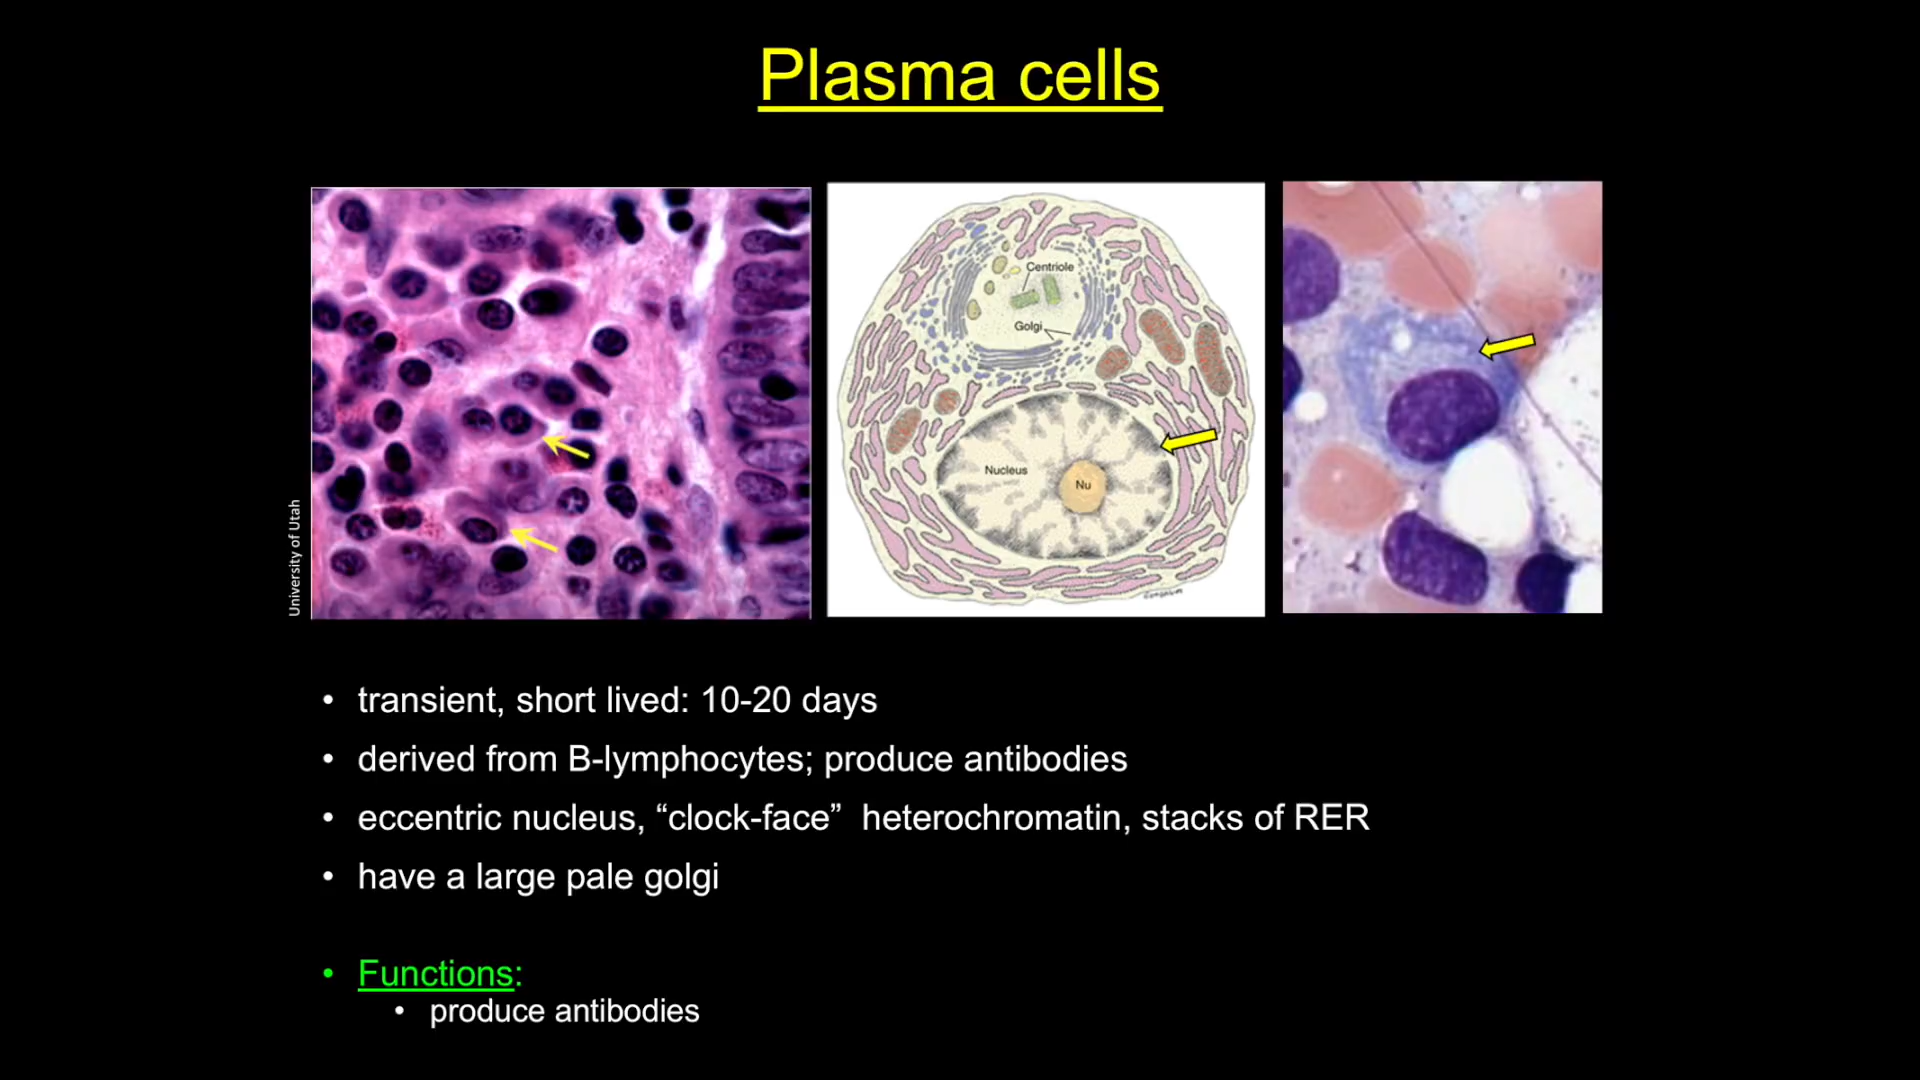 Plasma cells
University of Utah
Centriole
Golgi
Nucleus
Nu
• transient, short lived: 10-20 days
• derived from B-lymphocytes; produce antibodies
• eccentric nucleus, “clock-face”  heterochromatin, stacks of RER
• have a large pale golgi
• Functions:
• produce antibodies